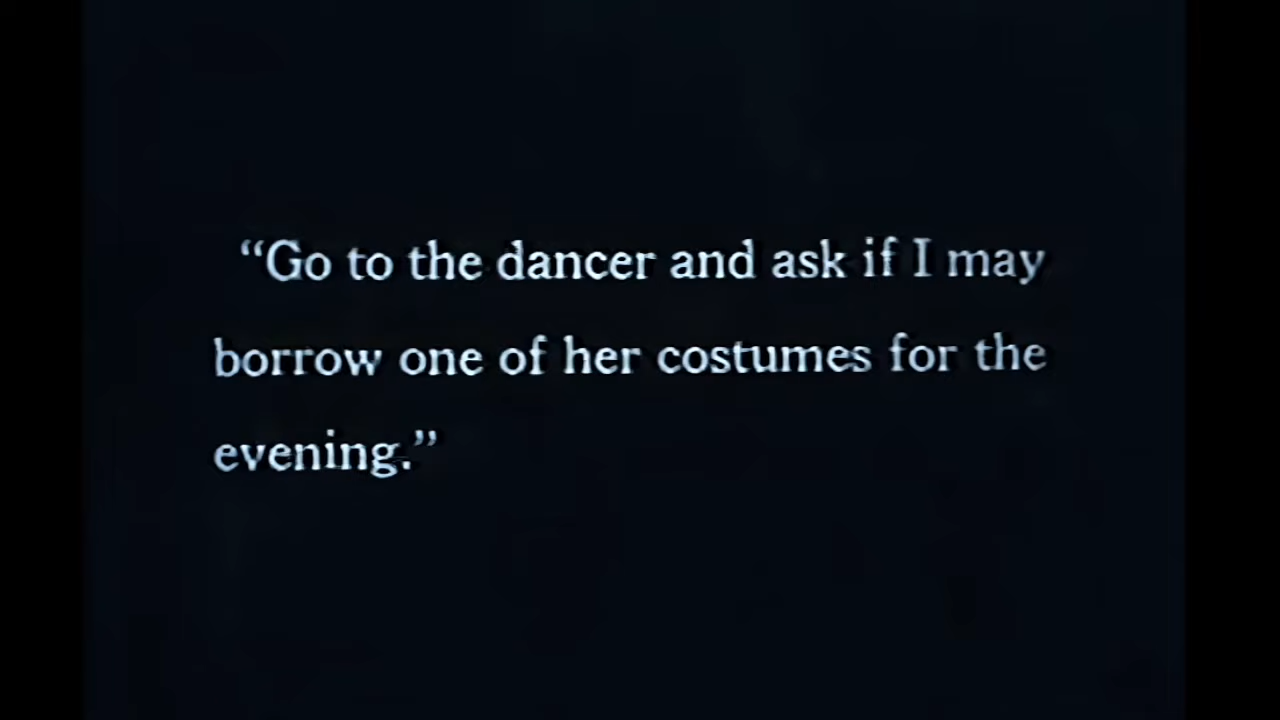 “Go to the dancer and ask if I may
borrow one of her costumes for the
evening.”